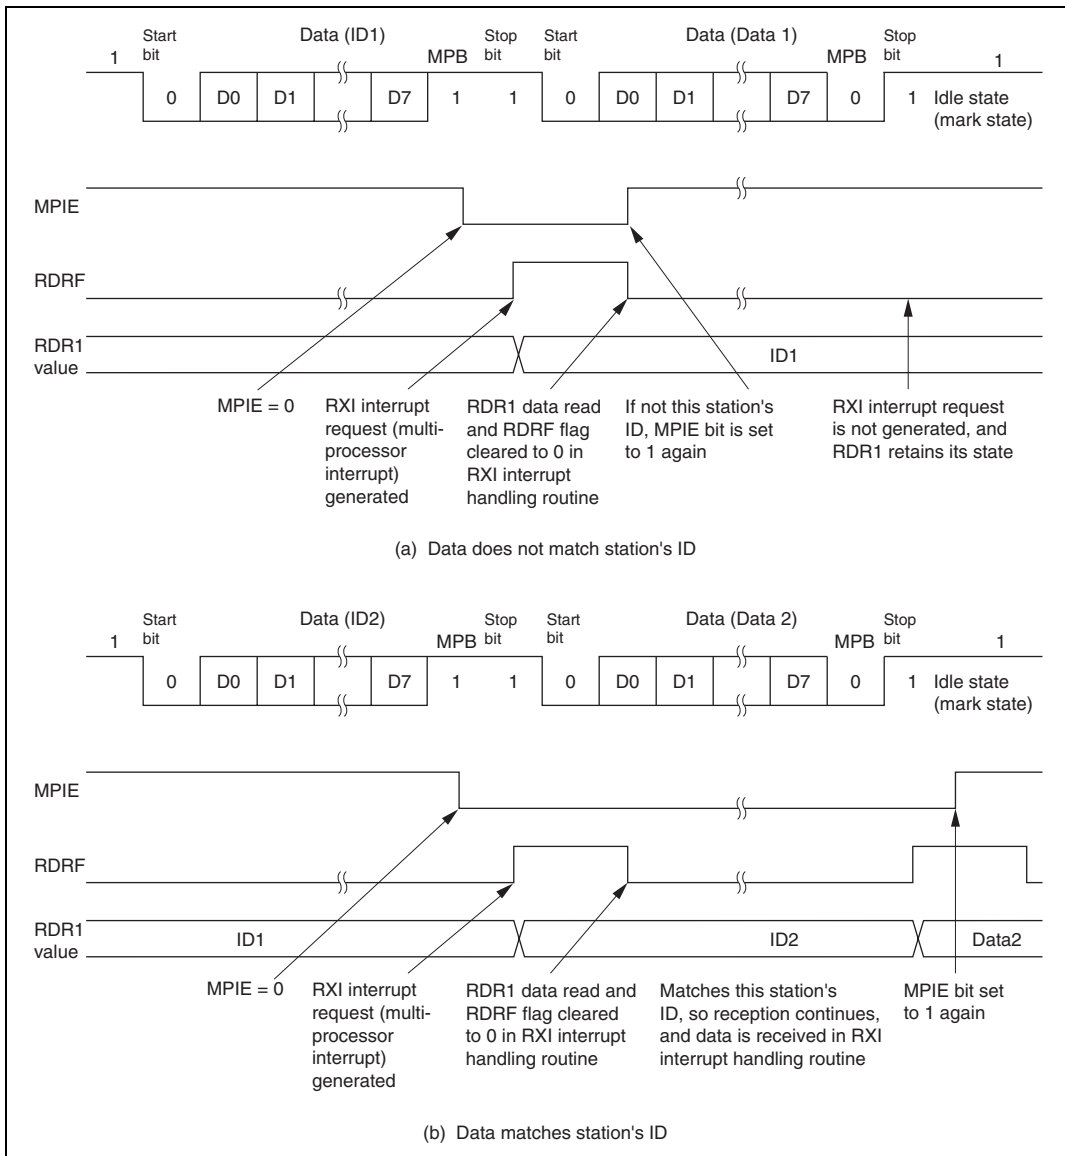 Start bit
Data (ID1)
MPB
Stop bit
Start bit
Data (Data 1)
MPB
Stop bit
1
1
0
D0
D1
D7
1
1
0
D0
D1
D7
0
1
Idle state
(mark state)
MPIE
RDRF
RDR1
value
ID1
MPIE = 0
RXI interrupt
request (multi-
processor
interrupt)
generated
RDR1 data read
and RDRF flag
cleared to 0 in
RXI interrupt
handling routine
If not this station's
ID, MPIE bit is set
to 1 again
RXI interrupt request
is not generated, and
RDR1 retains its state
(a) Data does not match station's ID
Start bit
Data (ID2)
MPB
Stop bit
Start bit
Data (Data 2)
MPB
Stop bit
1
1
0
D0
D1
D7
1
1
0
D0
D1
D7
0
1
Idle state
(mark state)
MPIE
RDRF
RDR1
value
ID1
ID2
Data2
MPIE = 0
RXI interrupt
request (multi-
processor
interrupt)
generated
RDR1 data read and
RDRF flag cleared
to 0 in RXI interrupt
handling routine
Matches this station's
ID, so reception continues,
and data is received in RXI
interrupt handling routine
MPIE bit set
to 1 again
(b) Data matches station's ID